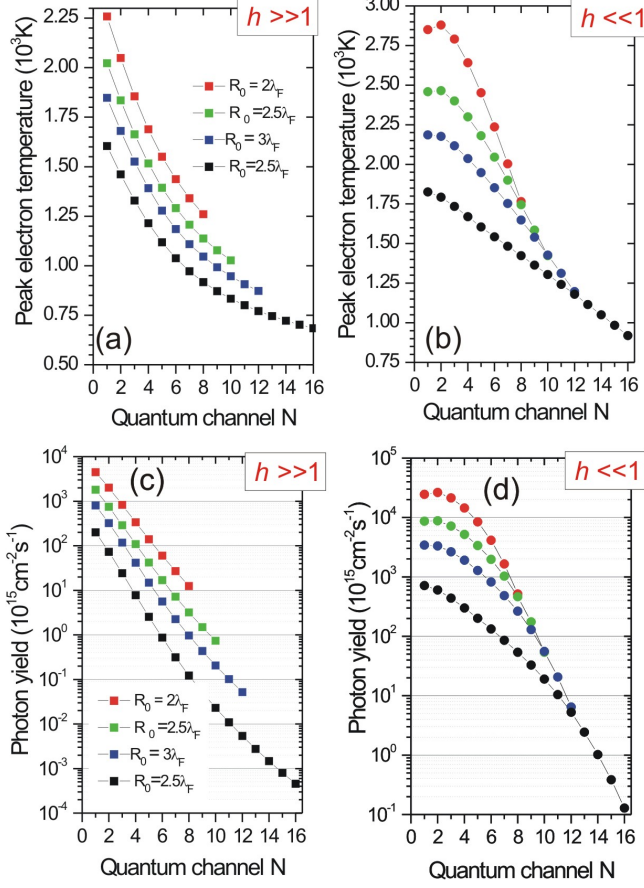 h >>1
2.25
2.00
1.75
1.50
1.25
1.00
0.75
0.50
Peak electron temperature (10³K)
R₀ = 2λF
R₀ = 2.5λF
R₀ = 3λF
R₀=2.5λF
(a)
0 2 4 6 8 10 12 14 16
Quantum channel N
h <<1
3.00
2.75
2.50
2.25
2.00
1.75
1.50
1.25
1.00
0.75
Peak electron temperature (10³K)
(b)
0 2 4 6 8 10 12 14 16
Quantum channel N
h >>1
(c)
10⁴
10³
10²
10¹
10⁰
10⁻¹
10⁻²
10⁻³
10⁻⁴
Photon yield (10¹⁵cm⁻²s⁻¹)
R₀ = 2λF
R₀ =2.5λF
R₀ = 3λF
R₀=2.5λF
0 2 4 6 8 10 12 14 16
Quantum channel N
h <<1
(d)
10⁵
10⁴
10³
10²
10¹
10⁰
10⁻¹
Photon yield (10¹⁵cm⁻²s⁻¹)
0 2 4 6 8 10 12 14 16
Quantum channel N